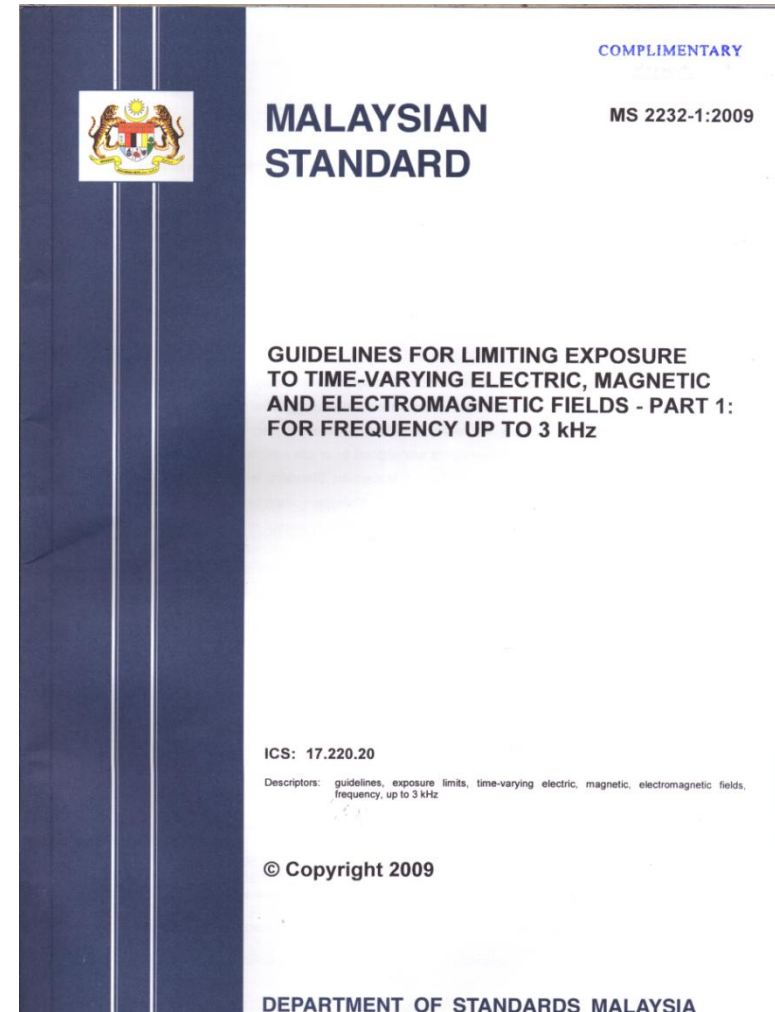 COMPLIMENTARY
MALAYSIAN
STANDARD
MS 2232-1:2009
GUIDELINES FOR LIMITING EXPOSURE
TO TIME-VARYING ELECTRIC, MAGNETIC
AND ELECTROMAGNETIC FIELDS - PART 1:
FOR FREQUENCY UP TO 3 kHz
ICS: 17.220.20
Descriptors: guidelines, exposure limits, time-varying electric, magnetic, electromagnetic fields,
frequency, up to 3 kHz
© Copyright 2009
DEPARTMENT OF STANDARDS MALAYSIA